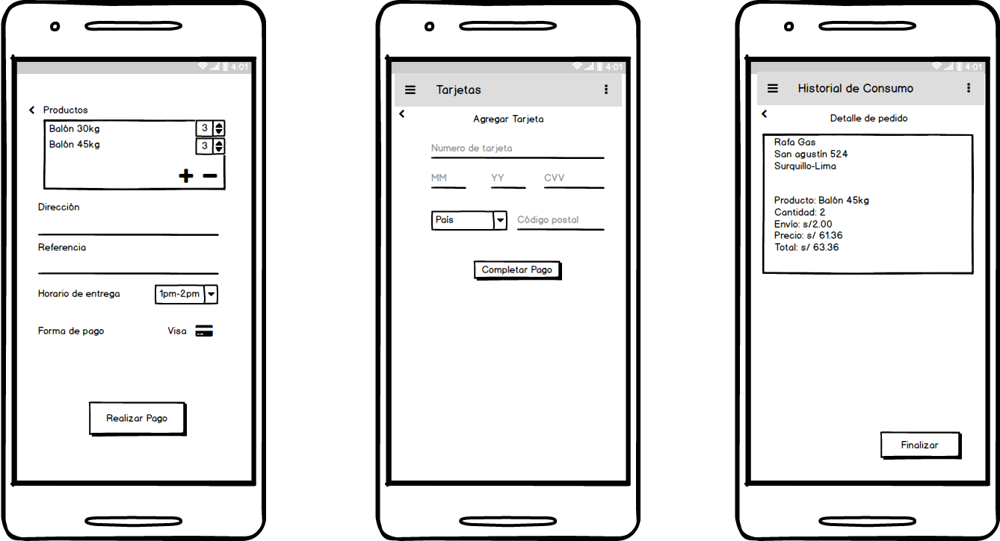 4:01
Productos
Balón 30kg 3
Balón 45kg 3
Dirección
Referencia
Horario de entrega 1pm-2pm
Forma de pago Visa
Realizar Pago
4:01
Tarjetas
Agregar Tarjeta
Numero de tarjeta
MM YY CVV
País Código postal
Completar Pago
4:01
Historial de Consumo
Detalle de pedido
Rafa Gas
San agustín 524
Surquillo-Lima
Producto: Balón 45kg
Cantidad: 2
Envío: s/2.00
Precio: s/ 61.36
Total: s/ 63.36
Finalizar